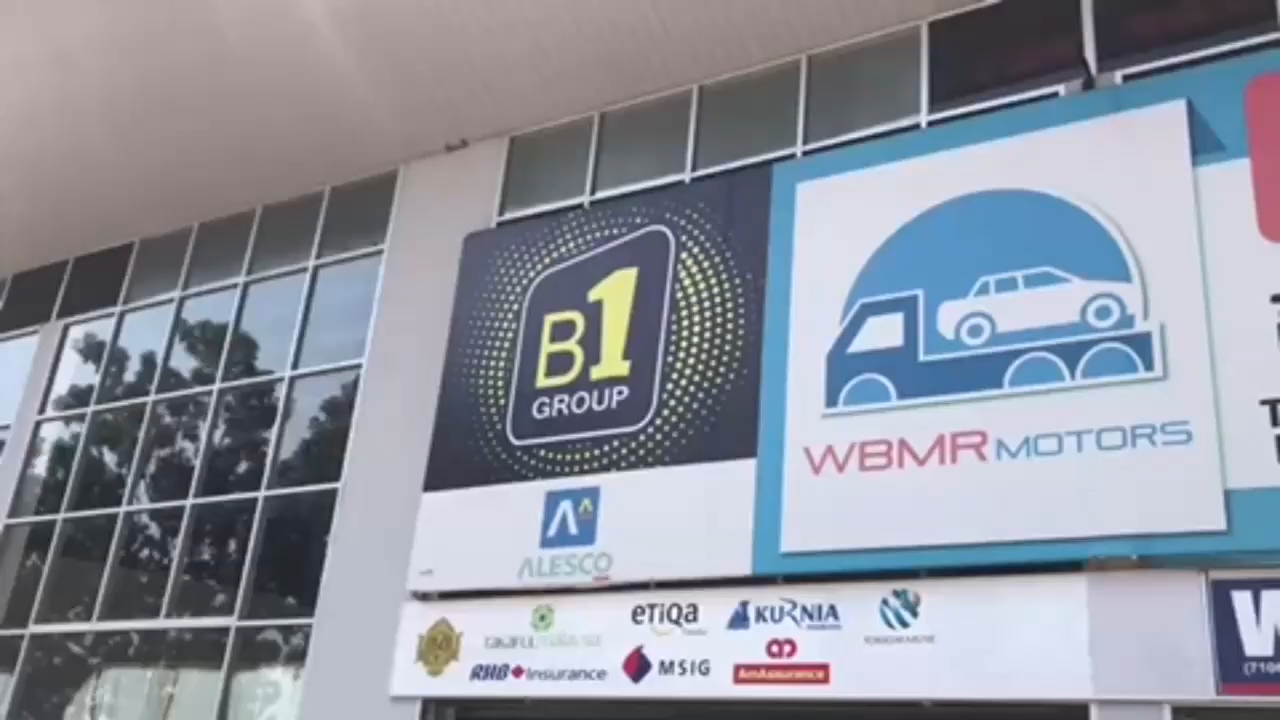 B1
GROUP
ALESCO
WBMR MOTORS
eTiQa
KURNIA
RHB Insurance
MSIG
AmAssurance